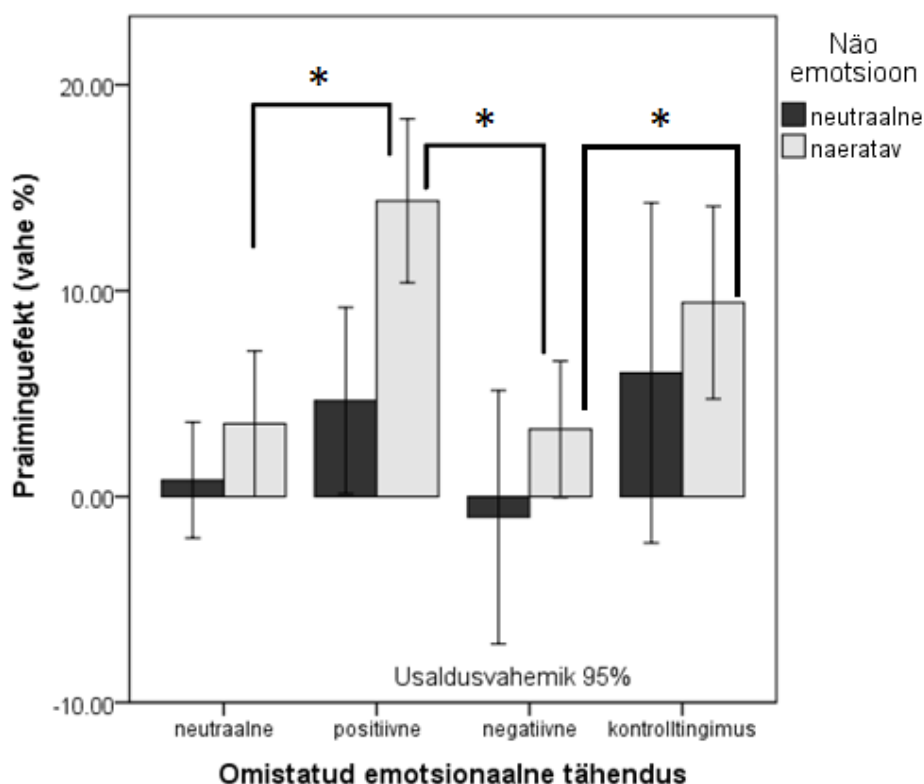 Näo
emotsioon
neutraalne
naeratav
*
*
*
Praiminguefekt (vahe %)
20.00
10.00
0.00
-10.00
Usaldusvahemik 95%
neutraalne
positiivne
negatiivne
kontrolltingimus
Omistatud emotsionaalne tähendus